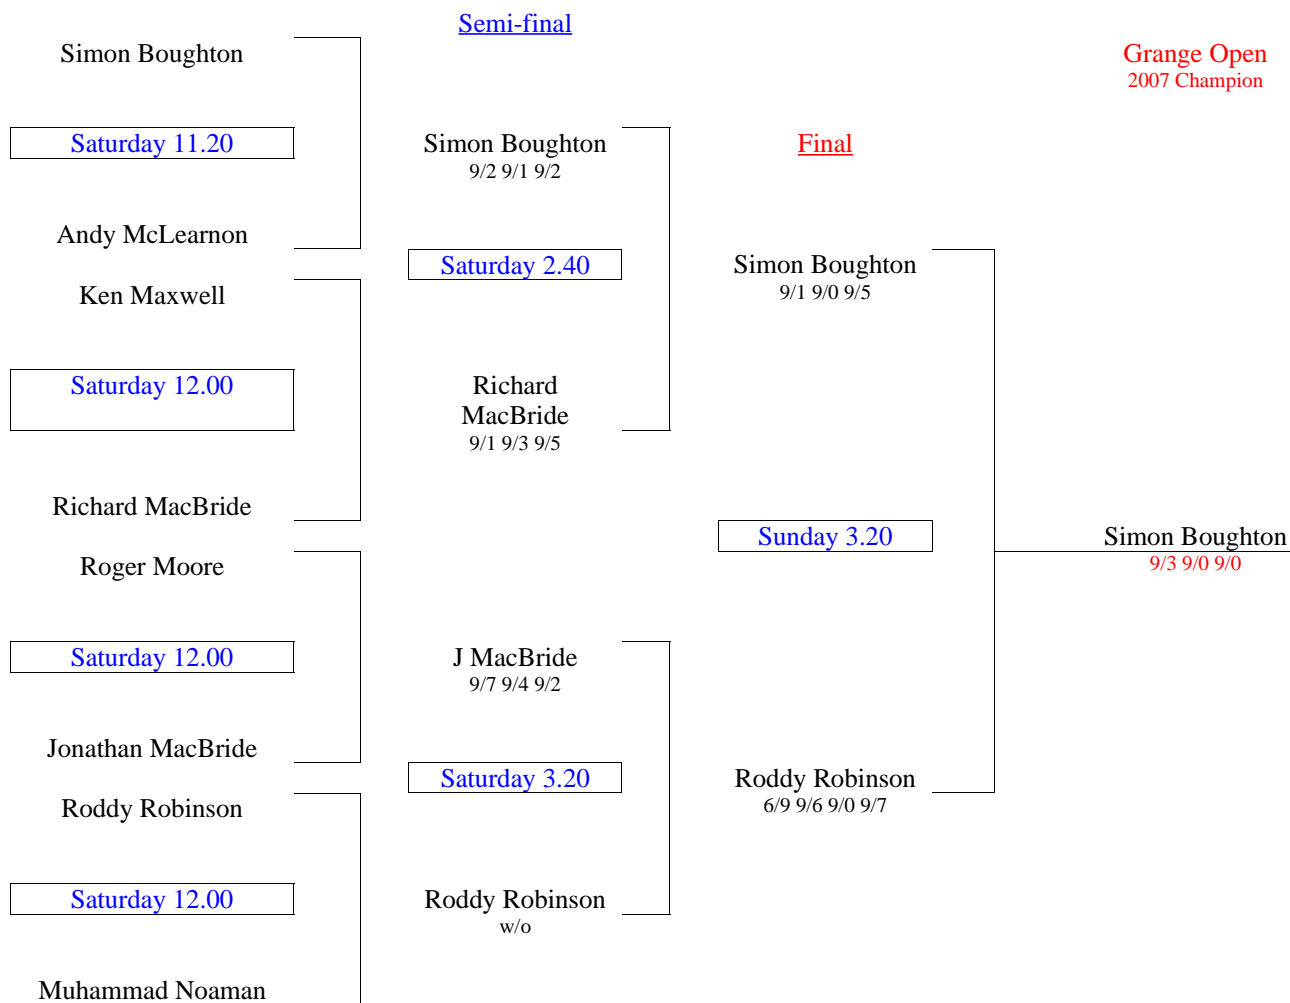 Semi-final
Simon Boughton
Grange Open
2007 Champion
Saturday 11.20
Simon Boughton
9/2 9/1 9/2
Final
Andy McLearnon
Saturday 2.40
Simon Boughton
9/1 9/0 9/5
Ken Maxwell
Saturday 12.00
Richard
MacBride
9/1 9/3 9/5
Richard MacBride
Sunday 3.20
Simon Boughton
9/3 9/0 9/0
Roger Moore
Saturday 12.00
J MacBride
9/7 9/4 9/2
Jonathan MacBride
Saturday 3.20
Roddy Robinson
6/9 9/6 9/0 9/7
Roddy Robinson
Saturday 12.00
Roddy Robinson
w/o
Muhammad Noaman